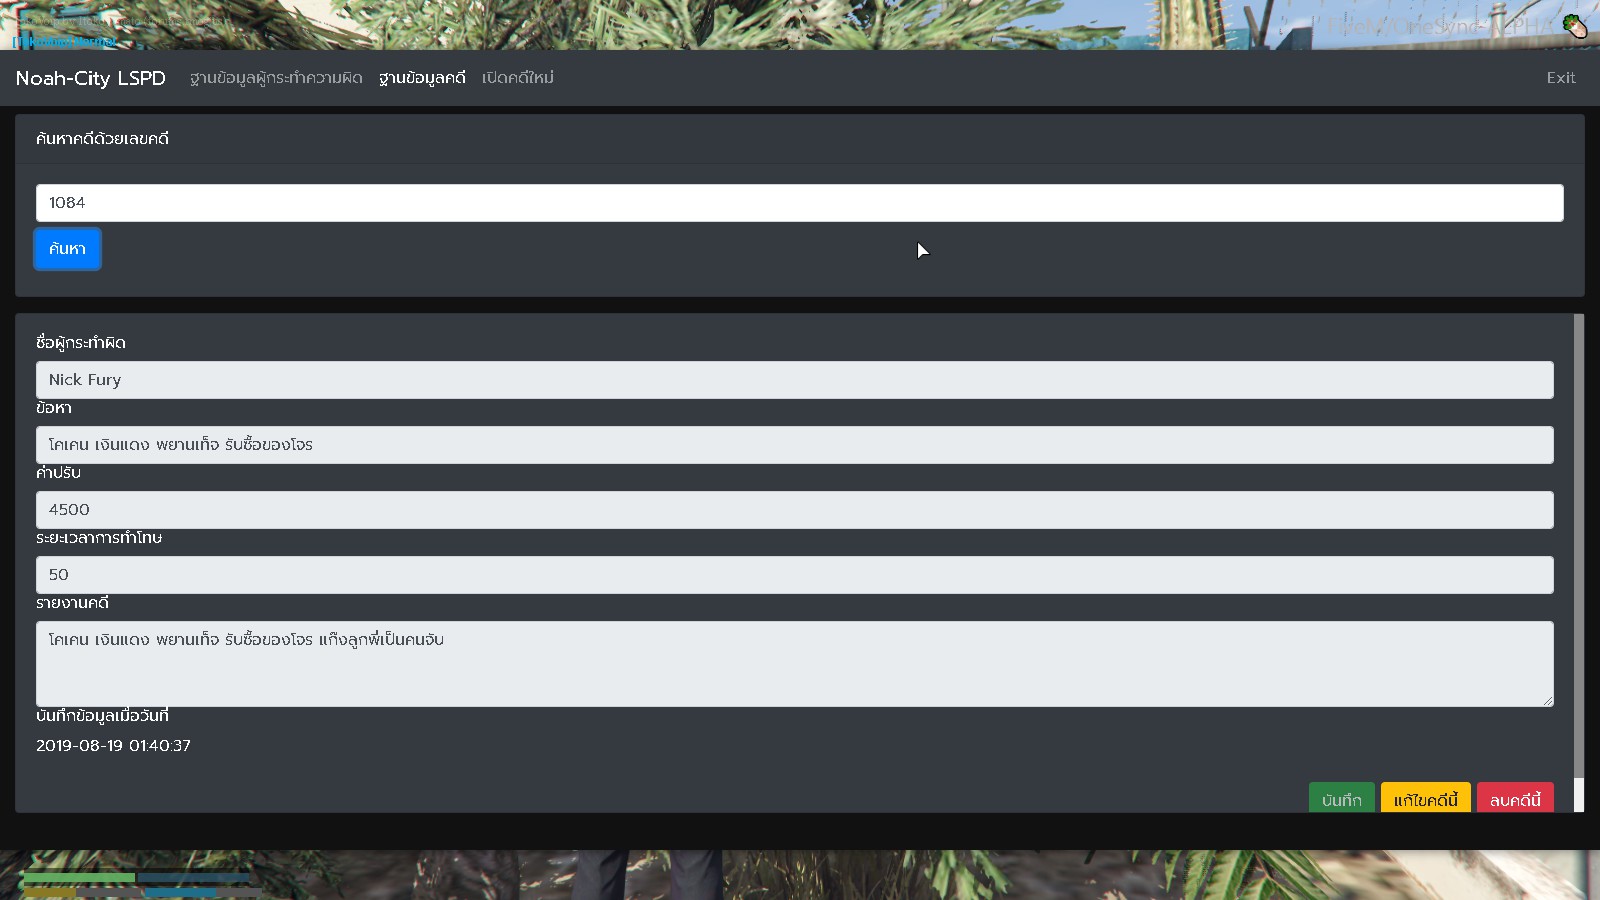 FiveM/OneSync-ALPHA
Noah-City LSPD ฐานข้อมูลผู้กระทำความผิด ฐานข้อมูลคดี เปิดคดีใหม่ Exit
ค้นหาคดีด้วยเลขคดี
1084
ค้นหา
ชื่อผู้กระทำผิด
Nick Fury
ข้อหา
โคเคน เงินแดง พยานเท็จ รับซื้อของโจร
ค่าปรับ
4500
ระยะเวลาการทำโทษ
50
รายงานคดี
โคเคน เงินแดง พยานเท็จ รับซื้อของโจร แก๊งลูกพี่เป็นคนจับ
บันทึกข้อมูลเมื่อวันที่
2019-08-19 01:40:37
บันทึก แก้ไขคดีนี้ ลบคดีนี้